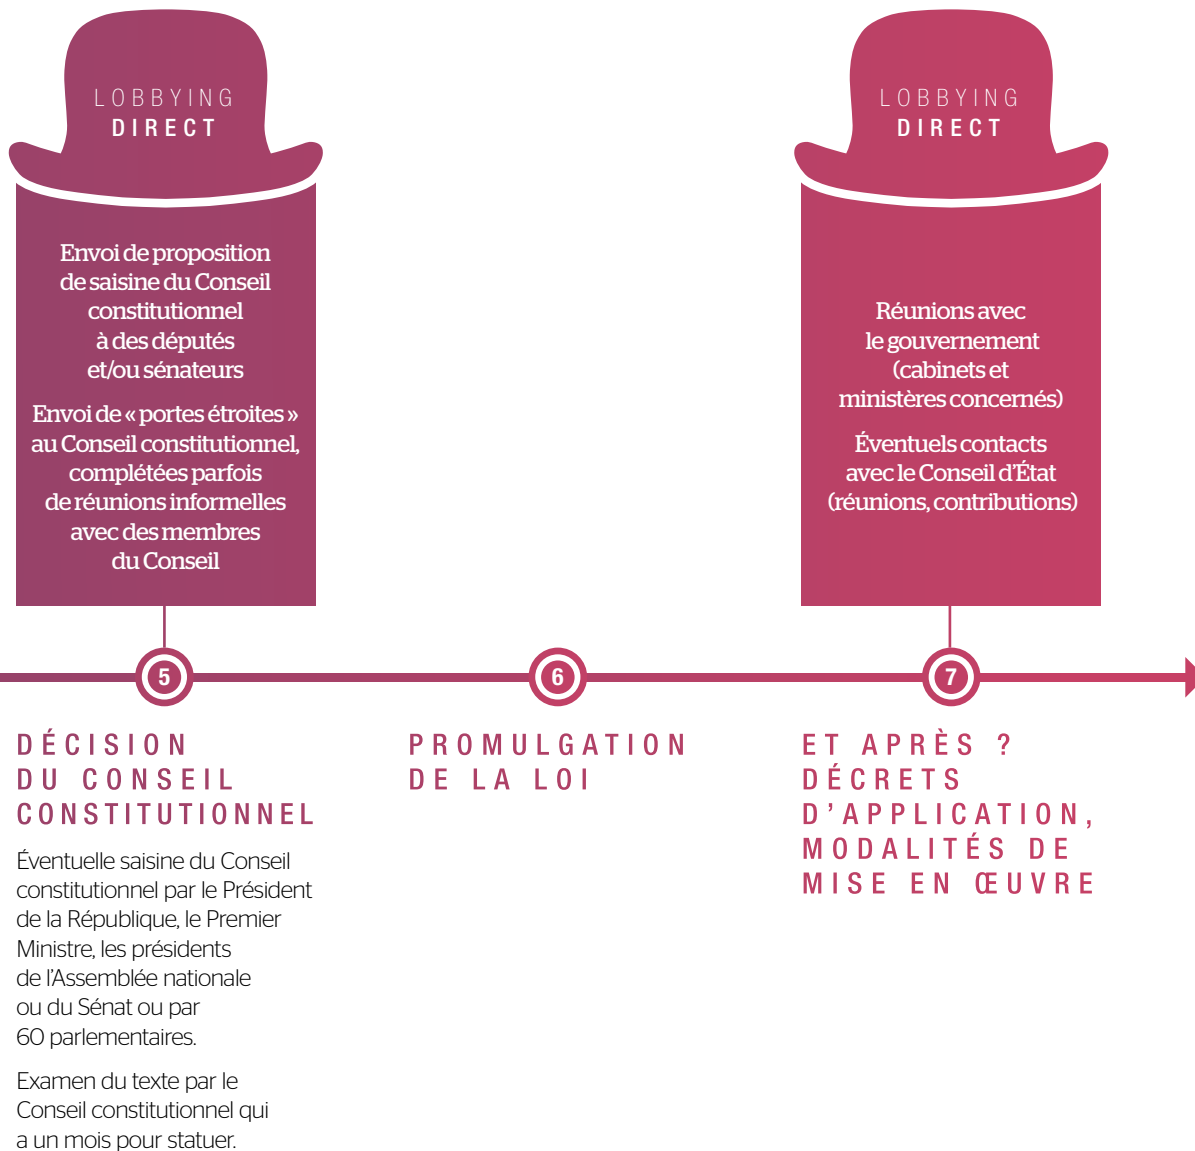 LOBBYING
DIRECT
Envoi de proposition
de saisine du Conseil
constitutionnel
à des députés
et/ou sénateurs
Envoi de « portes étroites »
au Conseil constitutionnel,
complétées parfois
de réunions informelles
avec des membres
du Conseil
LOBBYING
DIRECT
Réunions avec
le gouvernement
(cabinets et
ministères concernés)
Éventuels contacts
avec le Conseil d’État
(réunions, contributions)
5
DÉCISION
DU CONSEIL
CONSTITUTIONNEL
Éventuelle saisine du Conseil
constitutionnel par le Président
de la République, le Premier
Ministre, les présidents
de l’Assemblée nationale
ou du Sénat ou par
60 parlementaires.
Examen du texte par le
Conseil constitutionnel qui
a un mois pour statuer.
6
PROMULGATION
DE LA LOI
7
ET APRÈS ?
DÉCRETS
D’APPLICATION,
MODALITÉS DE
MISE EN ŒUVRE